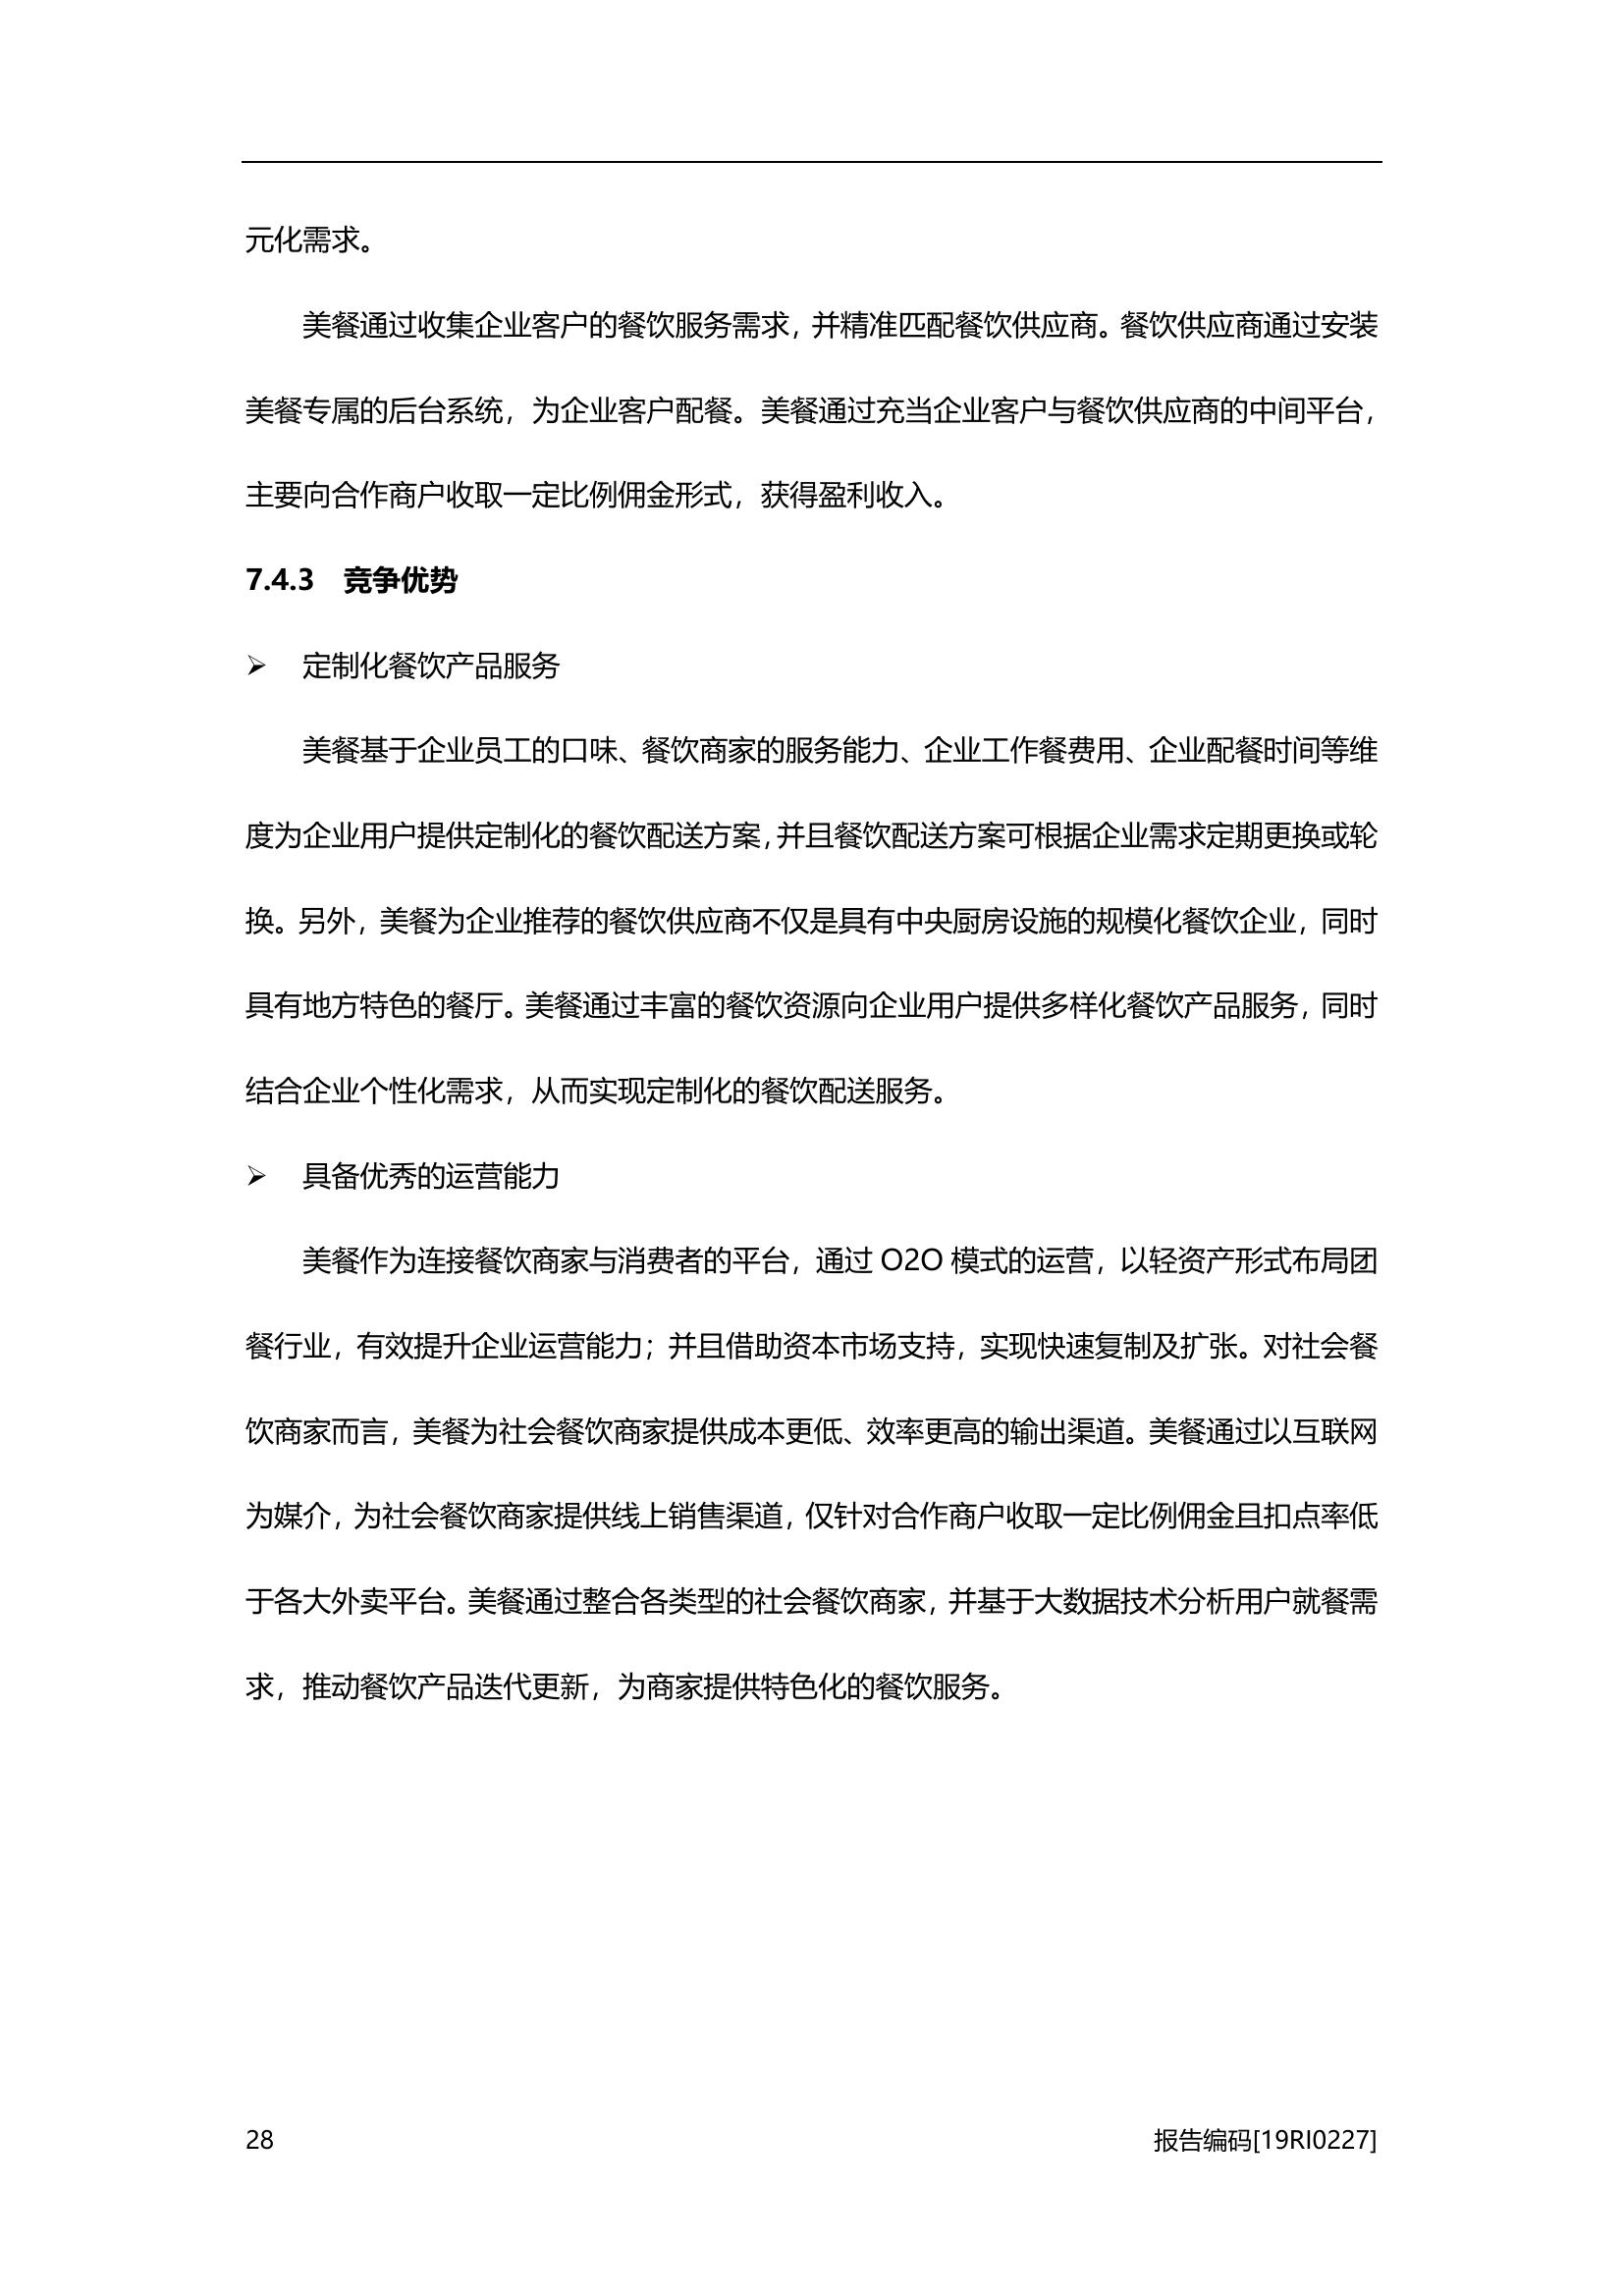 元化需求。
美餐通过收集企业客户的餐饮服务需求，并精准匹配餐饮供应商。餐饮供应商通过安装
美餐专属的后台系统，为企业客户配餐。美餐通过充当企业客户与餐饮供应商的中间平台，
主要向合作商户收取一定比例佣金形式，获得盈利收入。
7.4.3 竞争优势
➢ 定制化餐饮产品服务
美餐基于企业员工的口味、餐饮商家的服务能力、企业工作餐费用、企业配餐时间等维
度为企业用户提供定制化的餐饮配送方案，并且餐饮配送方案可根据企业需求定期更换或轮
换。另外，美餐为企业推荐的餐饮供应商不仅是具有中央厨房设施的规模化餐饮企业，同时
具有地方特色的餐厅。美餐通过丰富的餐饮资源向企业用户提供多样化餐饮产品服务，同时
结合企业个性化需求，从而实现定制化的餐饮配送服务。
➢ 具备优秀的运营能力
美餐作为连接餐饮商家与消费者的平台，通过 O2O 模式的运营，以轻资产形式布局团
餐行业，有效提升企业运营能力；并且借助资本市场支持，实现快速复制及扩张。对社会餐
饮商家而言，美餐为社会餐饮商家提供成本更低、效率更高的输出渠道。美餐通过以互联网
为媒介，为社会餐饮商家提供线上销售渠道，仅针对合作商户收取一定比例佣金且扣点率低
于各大外卖平台。美餐通过整合各类型的社会餐饮商家，并基于大数据技术分析用户就餐需
求，推动餐饮产品迭代更新，为商家提供特色化的餐饮服务。
28 报告编码[19RI0227]